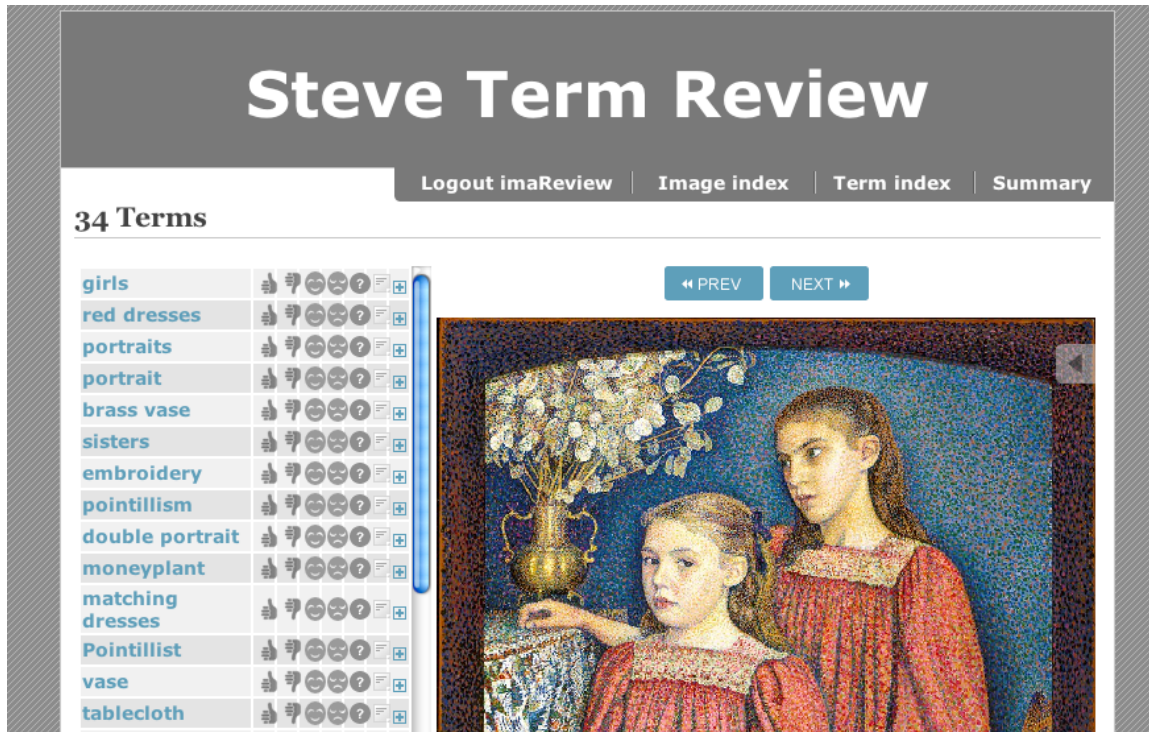 Steve Term Review
Logout imaReview
Image index
Term index
Summary
34 Terms
girls
red dresses
portraits
portrait
brass vase
sisters
embroidery
pointillism
double portrait
moneyplant
matching
dresses
Pointillist
vase
tablecloth
PREV
NEXT